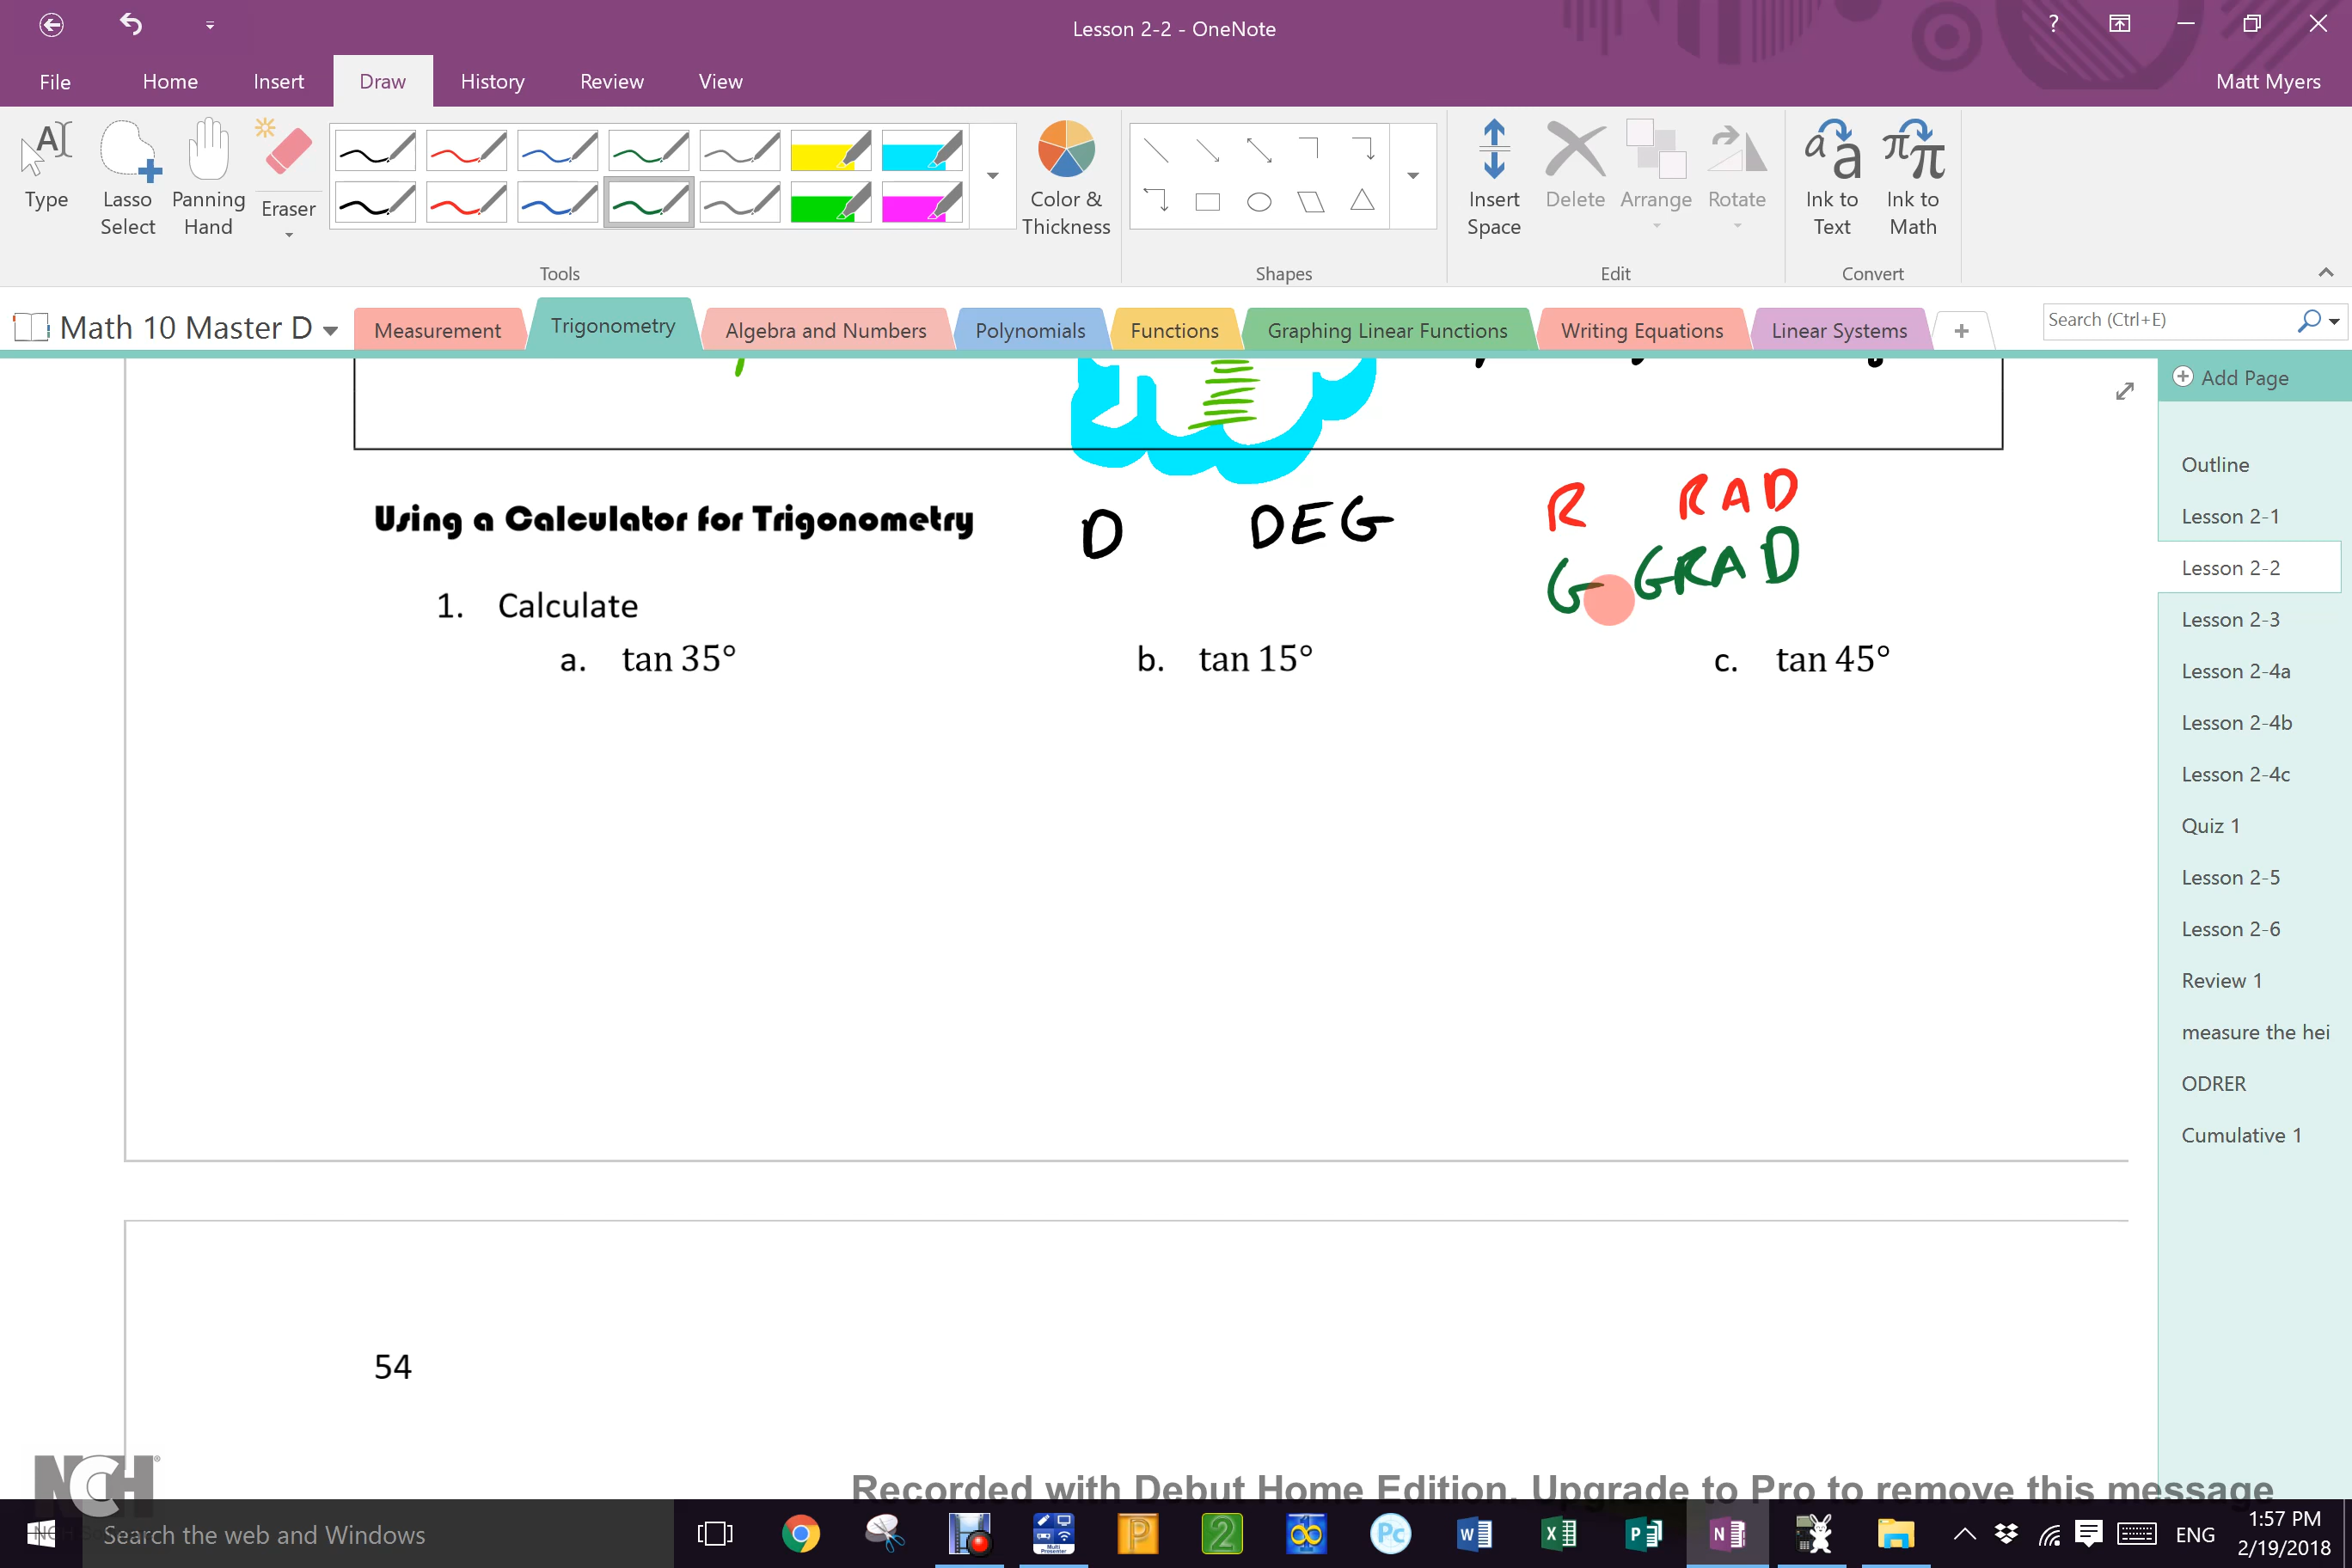 Lesson 2-2 - OneNote
?
File Home Insert Draw History Review View Matt Myers
Type
Lasso Select
Panning Hand
Eraser
Color & Thickness
Insert Space
Delete
Arrange
Rotate
Ink to Text
Ink to Math
Tools Shapes Edit Convert
Math 10 Master D Measurement Trigonometry Algebra and Numbers Polynomials Functions Graphing Linear Functions Writing Equations Linear Systems + Search (Ctrl+E)
Add Page
Outline
Lesson 2-1
Lesson 2-2
Lesson 2-3
Lesson 2-4a
Lesson 2-4b
Lesson 2-4c
Quiz 1
Lesson 2-5
Lesson 2-6
Review 1
measure the hei
ODRER
Cumulative 1
Using a Calculator for Trigonometry D DEG R RAD
G GRAD
1. Calculate
a. tan 35° b. tan 15° c. tan 45°
54
NCH
Recorded with Debut Home Edition. Upgrade to Pro to remove this message
Search the web and Windows
ENG
1:57 PM
2/19/2018